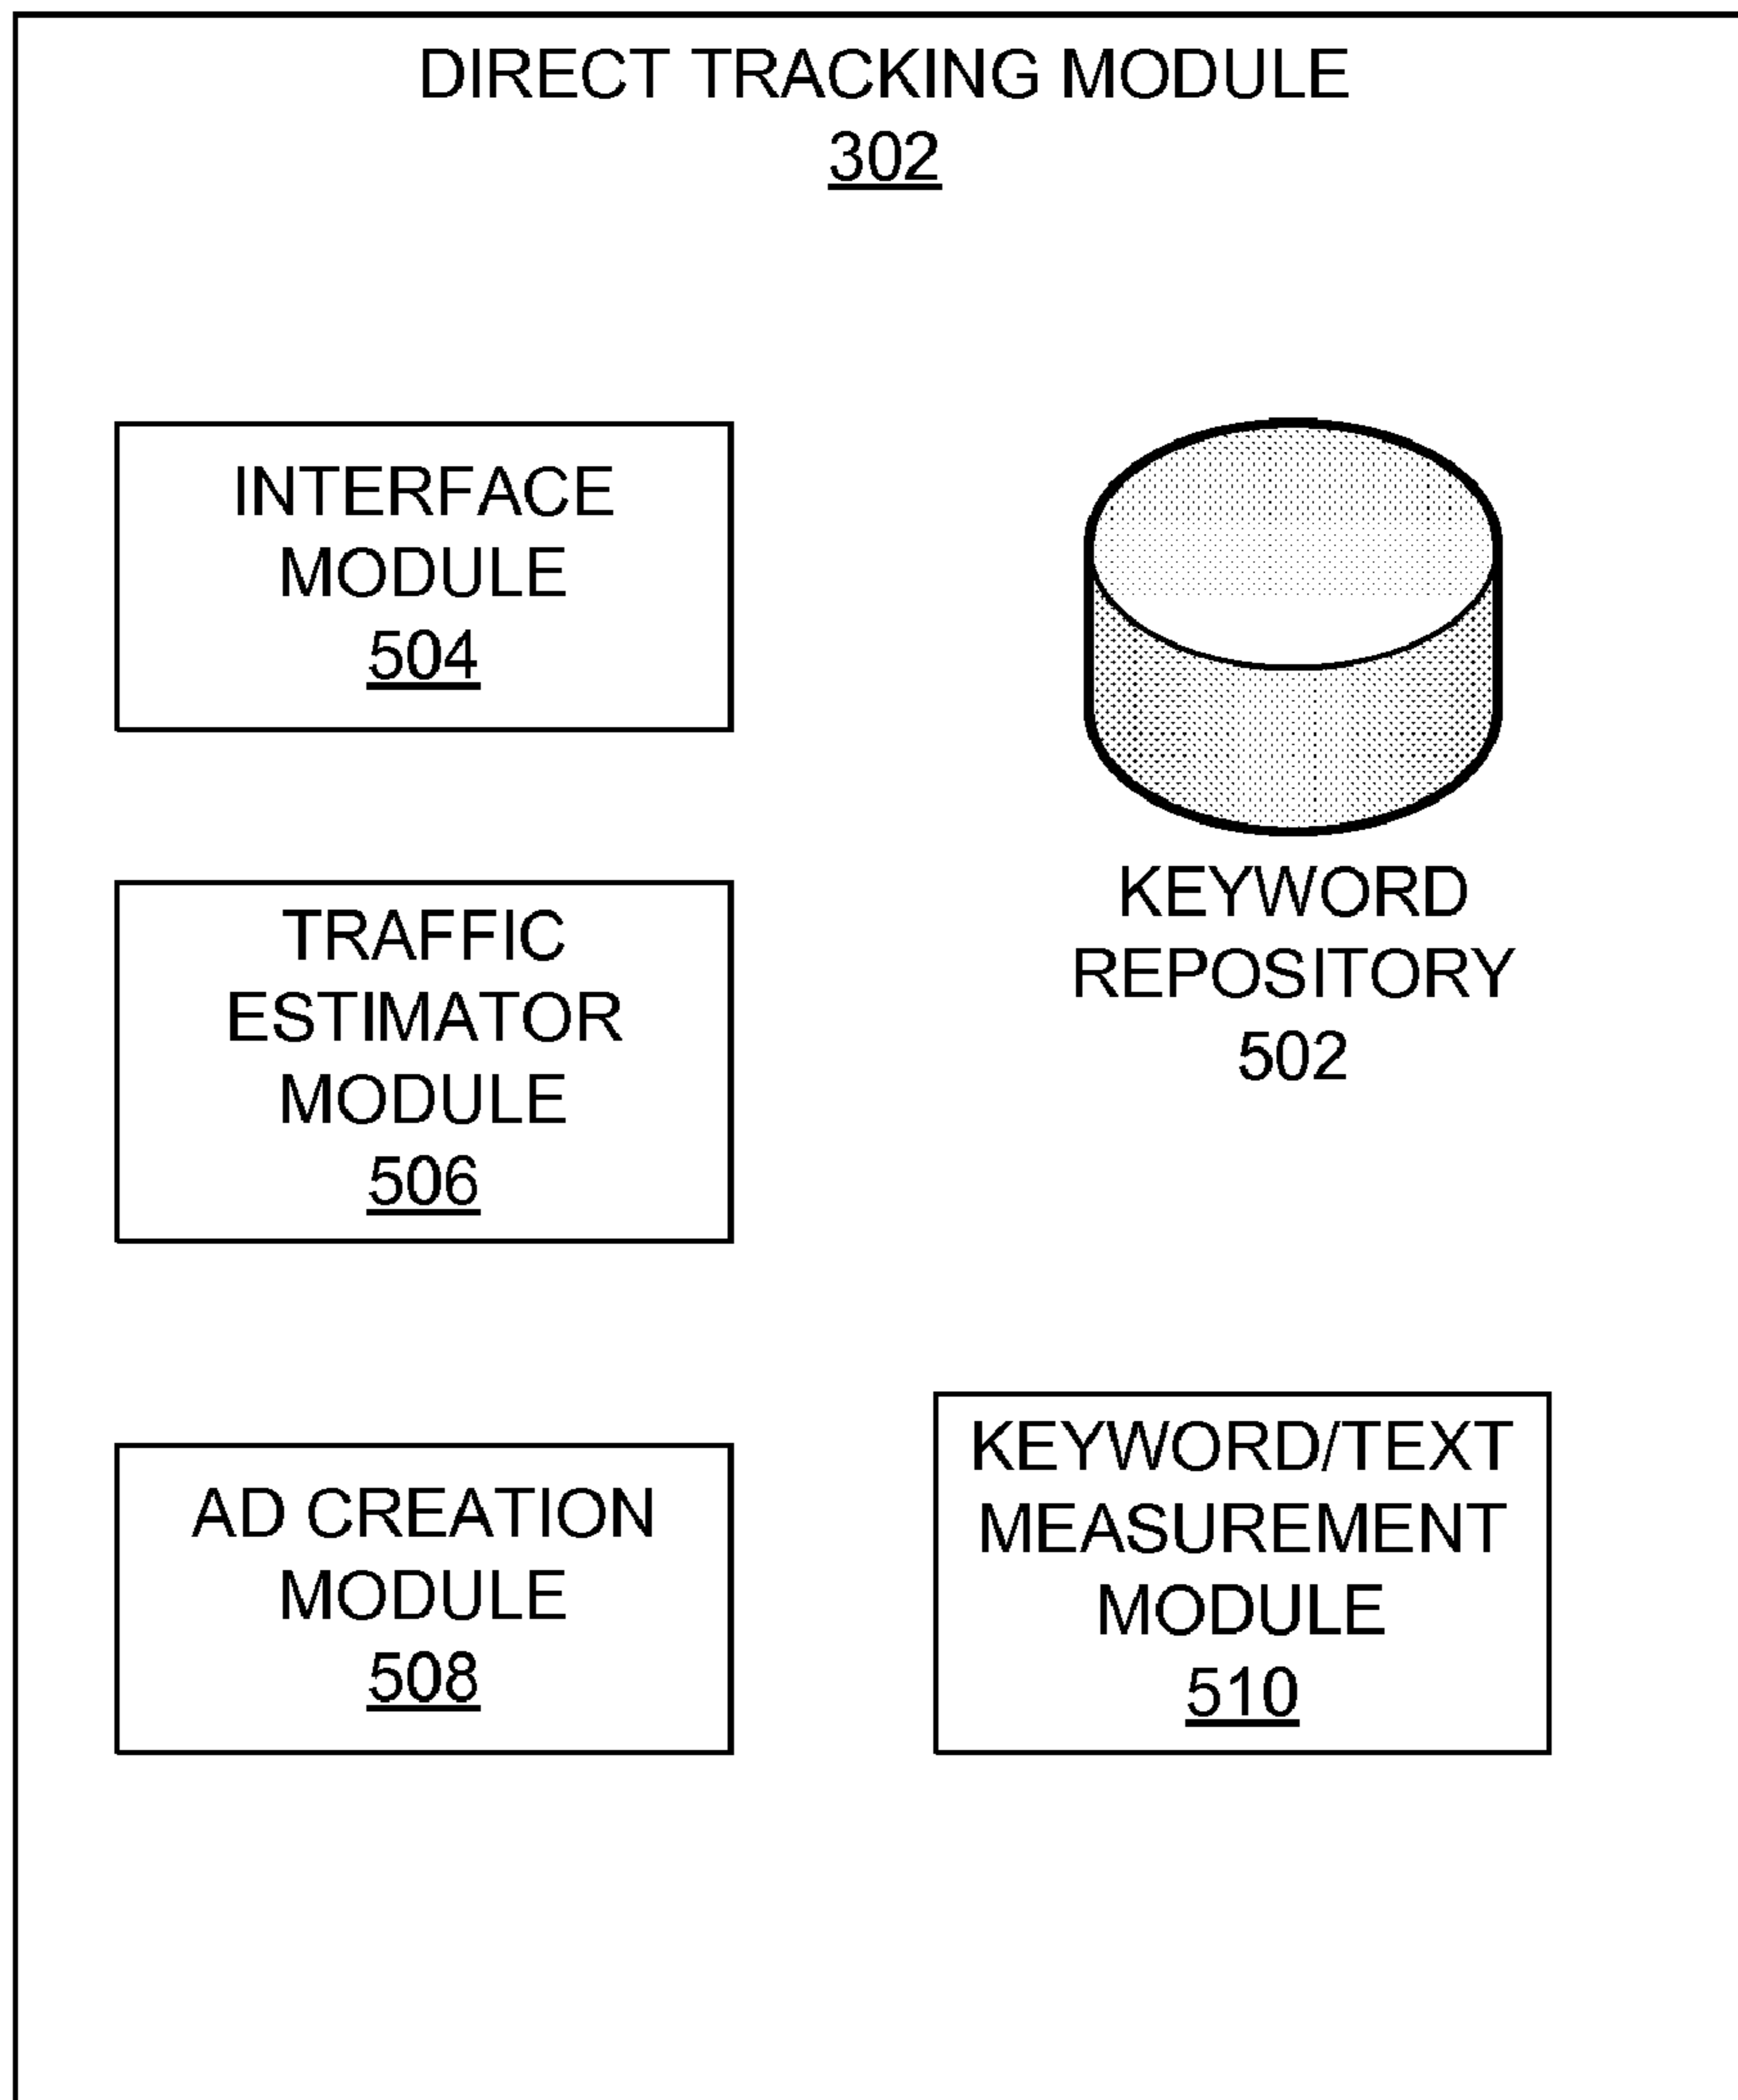 DIRECT TRACKING MODULE
302
INTERFACE
MODULE
504
KEYWORD
REPOSITORY
502
TRAFFIC
ESTIMATOR
MODULE
506
AD CREATION
MODULE
508
KEYWORD/TEXT
MEASUREMENT
MODULE
510